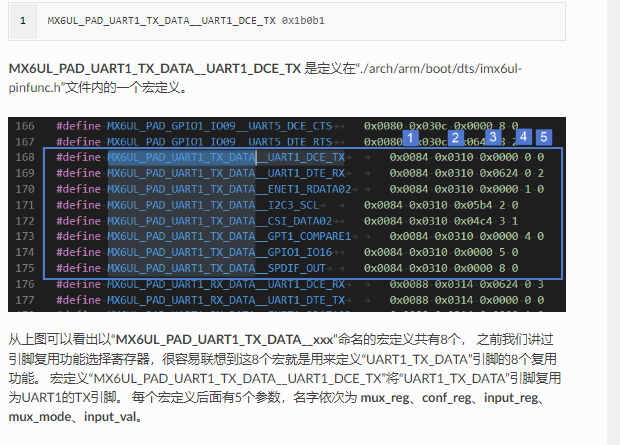 1 MX6UL_PAD_UART1_TX_DATA__UART1_DCE_TX 0x1b0b1
MX6UL_PAD_UART1_TX_DATA__UART1_DCE_TX 是定义在“./arch/arm/boot/dts/imx6ul-
pinfunc.h”文件内的一个宏定义。
166 #define MX6UL_PAD_GPIO1_IO09__UART5_DCE_CTS 0x0080 0x030c 0x0000 8 0
167 #define MX6UL_PAD_GPIO1_IO09__UART5_DTE_RTS 0x0080
1 2 3 4 5
168 #define MX6UL_PAD_UART1_TX_DATA__UART1_DCE_TX 0x0084 0x0310 0x0000 0 0
169 #define MX6UL_PAD_UART1_TX_DATA__UART1_DTE_RX 0x0084 0x0310 0x0624 0 2
170 #define MX6UL_PAD_UART1_TX_DATA__ENET1_RDATA02 0x0084 0x0310 0x0000 1 0
171 #define MX6UL_PAD_UART1_TX_DATA__I2C3_SCL 0x0084 0x0310 0x05b4 2 0
172 #define MX6UL_PAD_UART1_TX_DATA__CSI_DATA02 0x0084 0x0310 0x04c4 3 1
173 #define MX6UL_PAD_UART1_TX_DATA__GPT1_COMPARE1 0x0084 0x0310 0x0000 4 0
174 #define MX6UL_PAD_UART1_TX_DATA__GPIO1_IO16 0x0084 0x0310 0x0000 5 0
175 #define MX6UL_PAD_UART1_TX_DATA__SPDIF_OUT 0x0084 0x0310 0x0000 8 0
176 #define MX6UL_PAD_UART1_RX_DATA__UART1_DCE_RX 0x0088 0x0314 0x0624 0 3
177 #define MX6UL_PAD_UART1_RX_DATA__UART1_DTE_TX 0x0088 0x0314 0x0000 0 0
从上图可以看出以“MX6UL_PAD_UART1_TX_DATA__xxx”命名的宏定义共有8个， 之前我们讲过
引脚复用功能选择寄存器，很容易联想到这8个宏就是用来定义“UART1_TX_DATA”引脚的8个复用
功能。 宏定义“MX6UL_PAD_UART1_TX_DATA__UART1_DCE_TX”将“UART1_TX_DATA”引脚复用
为UART1的TX引脚。 每个宏定义后面有5个参数，名字依次为 mux_reg、conf_reg、input_reg、
mux_mode、input_val。